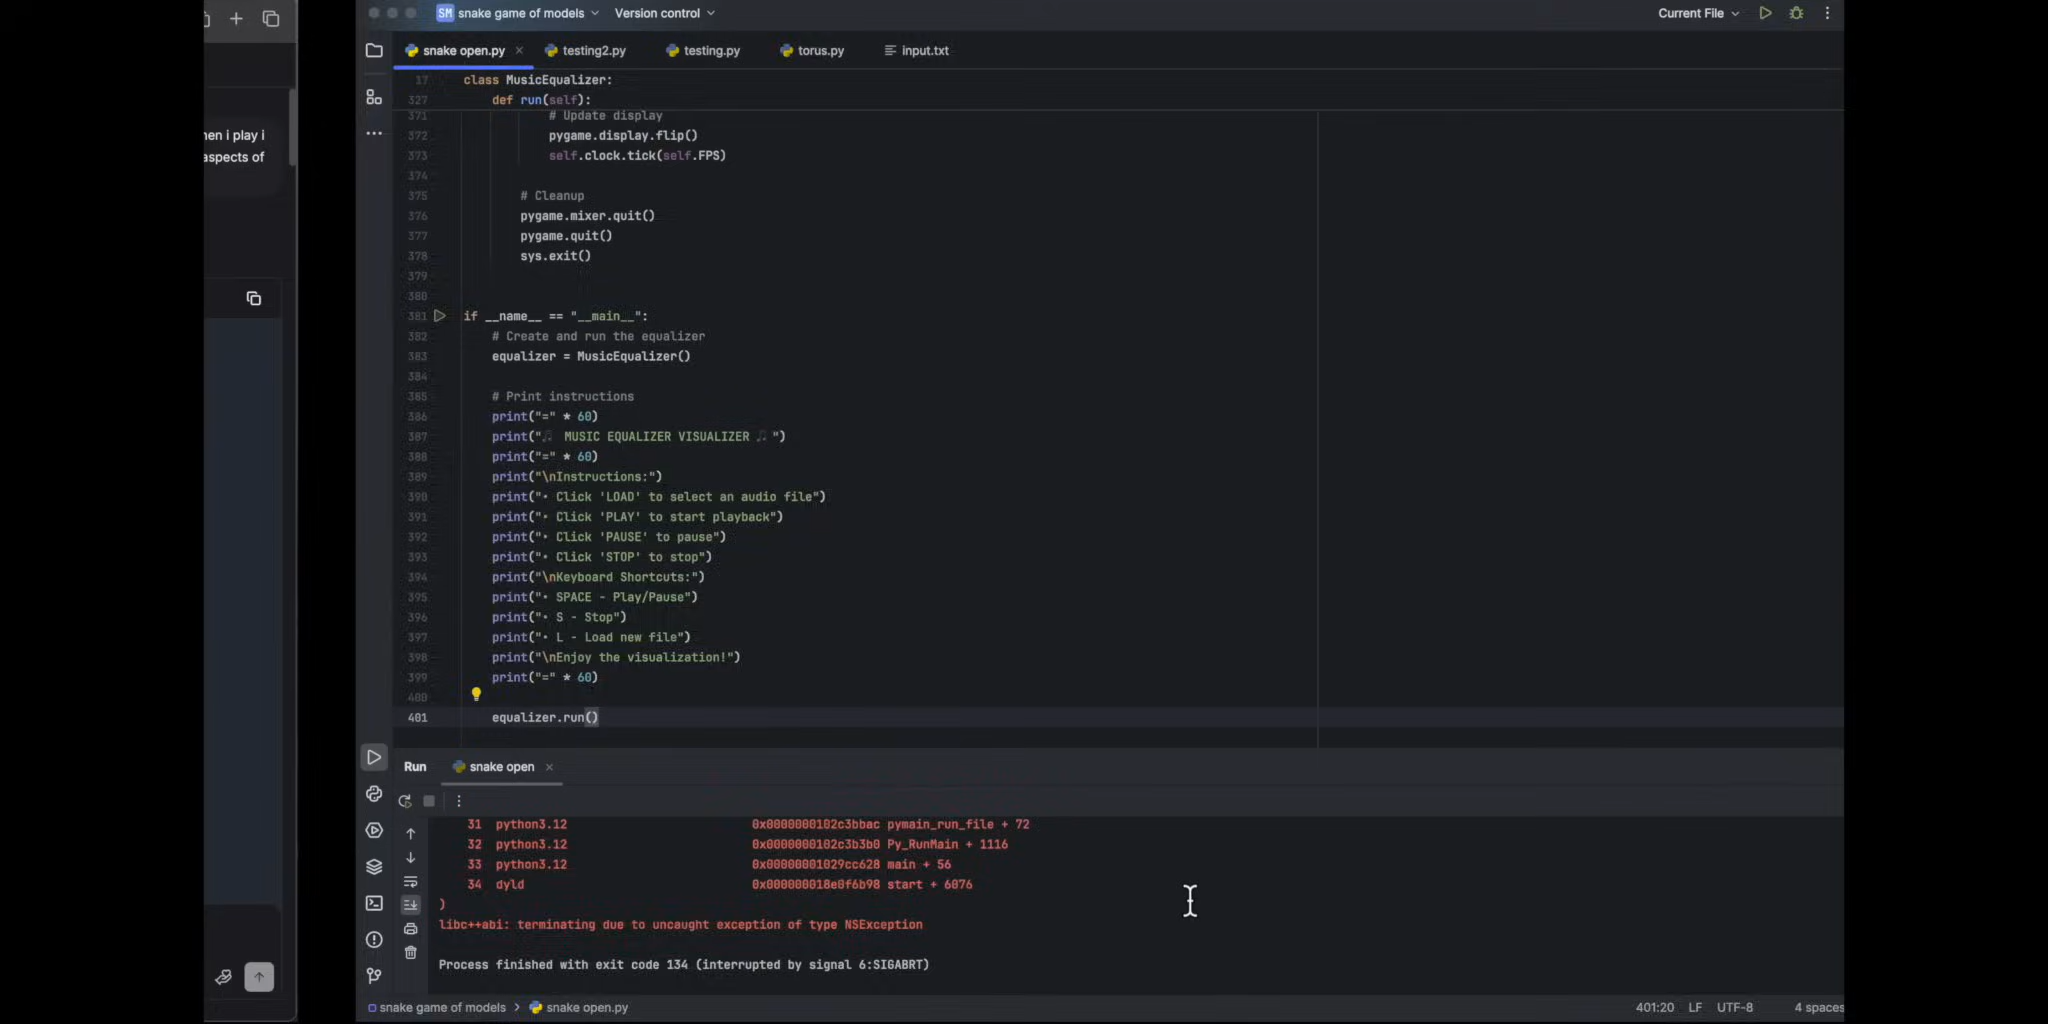 SM snake game of models
Version control
Current File
snake open.py
testing2.py
testing.py
torus.py
input.txt
hen i play i
aspects of
17 class MusicEqualizer:
327 def run(self):
371 # Update display
372 pygame.display.flip()
373 self.clock.tick(self.FPS)
374
375 # Cleanup
376 pygame.mixer.quit()
377 pygame.quit()
378 sys.exit()
379
380
381 if __name__ == "__main__":
382 # Create and run the equalizer
383 equalizer = MusicEqualizer()
384
385 # Print instructions
386 print("=" * 60)
387 print("🎵 MUSIC EQUALIZER VISUALIZER 🎵 ")
388 print("=" * 60)
389 print("\nInstructions:")
390 print("• Click 'LOAD' to select an audio file")
391 print("• Click 'PLAY' to start playback")
392 print("• Click 'PAUSE' to pause")
393 print("• Click 'STOP' to stop")
394 print("\nKeyboard Shortcuts:")
395 print("• SPACE - Play/Pause")
396 print("• S - Stop")
397 print("• L - Load new file")
398 print("\nEnjoy the visualization!")
399 print("=" * 60)
400
401 equalizer.run()
Run
snake open
31 python3.12 0x0000000102c3bbac pymain_run_file + 72
32 python3.12 0x0000000102c3b3b0 Py_RunMain + 1116
33 python3.12 0x00000001029cc628 main + 56
34 dyld 0x000000018e0f6b98 start + 6076
)
libc++abi: terminating due to uncaught exception of type NSException
Process finished with exit code 134 (interrupted by signal 6:SIGABRT)
snake game of models > snake open.py
401:20 LF UTF-8 4 spaces